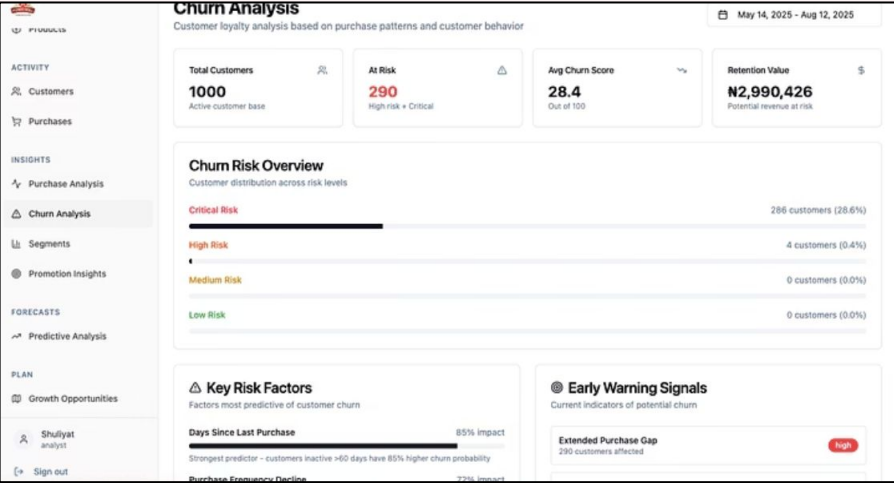 Products
ACTIVITY
Customers
Purchases
INSIGHTS
Purchase Analysis
Churn Analysis
Segments
Promotion Insights
FORECASTS
Predictive Analysis
PLAN
Growth Opportunities
Shuliyat
analyst
Sign out
Churn Analysis
Customer loyalty analysis based on purchase patterns and customer behavior
May 14, 2025 - Aug 12, 2025
Total Customers
1000
Active customer base
At Risk
290
High risk + Critical
Avg Churn Score
28.4
Out of 100
Retention Value $
₦2,990,426
Potential revenue at risk
Churn Risk Overview
Customer distribution across risk levels
Critical Risk 286 customers (28.6%)
High Risk 4 customers (0.4%)
Medium Risk 0 customers (0.0%)
Low Risk 0 customers (0.0%)
Key Risk Factors
Factors most predictive of customer churn
Days Since Last Purchase 85% impact
Strongest predictor - customers inactive >60 days have 85% higher churn probability
Purchase Frequency Decline 72% impact
Early Warning Signals
Current indicators of potential churn
Extended Purchase Gap
290 customers affected
high